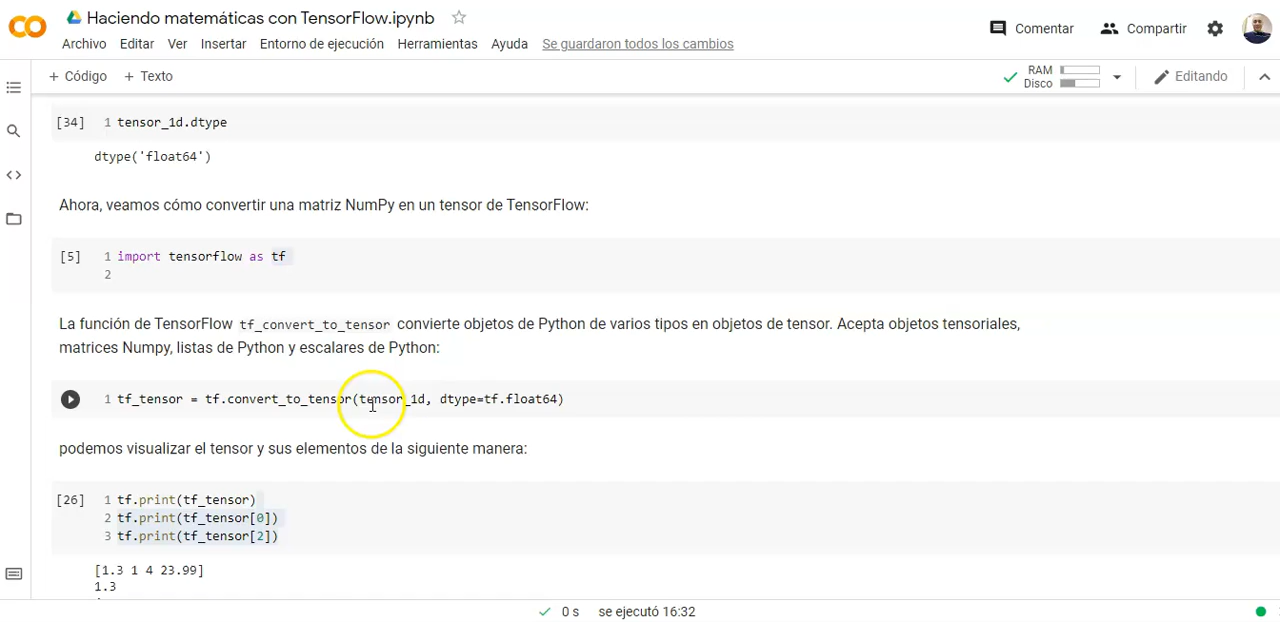 Haciendo matemáticas con TensorFlow.ipynb
Comentar
Compartir
Archivo Editar Ver Insertar Entorno de ejecución Herramientas Ayuda Se guardaron todos los cambios
+ Código + Texto
RAM
Disco
Editando
[34] 1 tensor_1d.dtype
dtype('float64')
Ahora, veamos cómo convertir una matriz NumPy en un tensor de TensorFlow:
[5] 1 import tensorflow as tf
2
La función de TensorFlow tf_convert_to_tensor convierte objetos de Python de varios tipos en objetos de tensor. Acepta objetos tensoriales,
matrices Numpy, listas de Python y escalares de Python:
1 tf_tensor = tf.convert_to_tensor(tensor_1d, dtype=tf.float64)
podemos visualizar el tensor y sus elementos de la siguiente manera:
[26] 1 tf.print(tf_tensor)
2 tf.print(tf_tensor[0])
3 tf.print(tf_tensor[2])
[1.3 1 4 23.99]
1.3
0 s se ejecutó 16:32